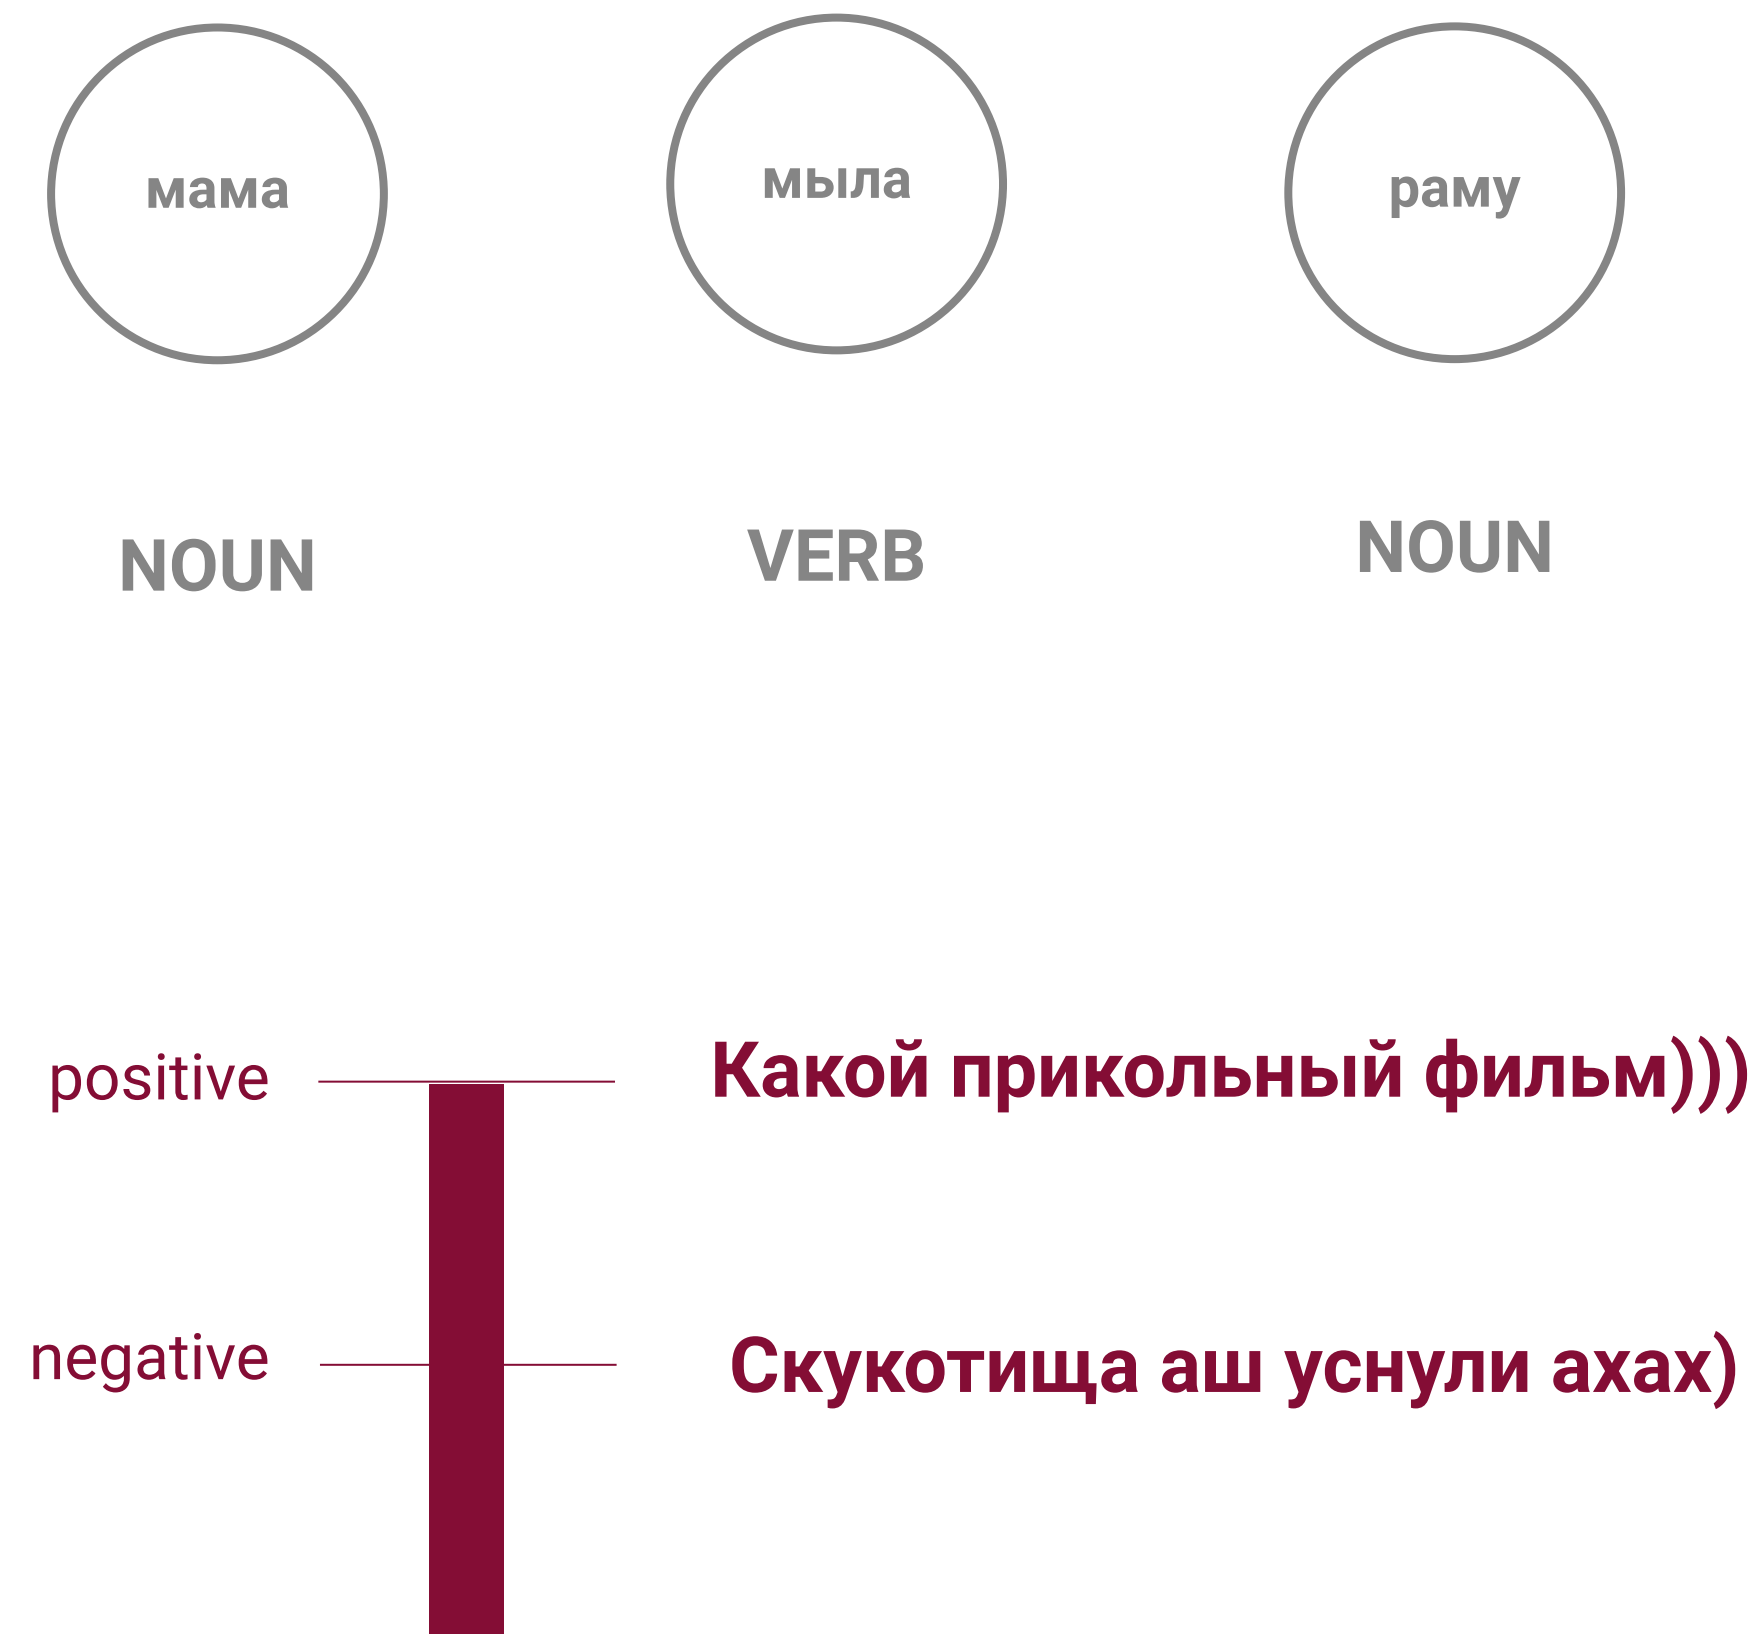 мама мыла раму
NOUN VERB NOUN
positive Какой прикольный фильм)))
negative Скукотища аш уснули ахах)